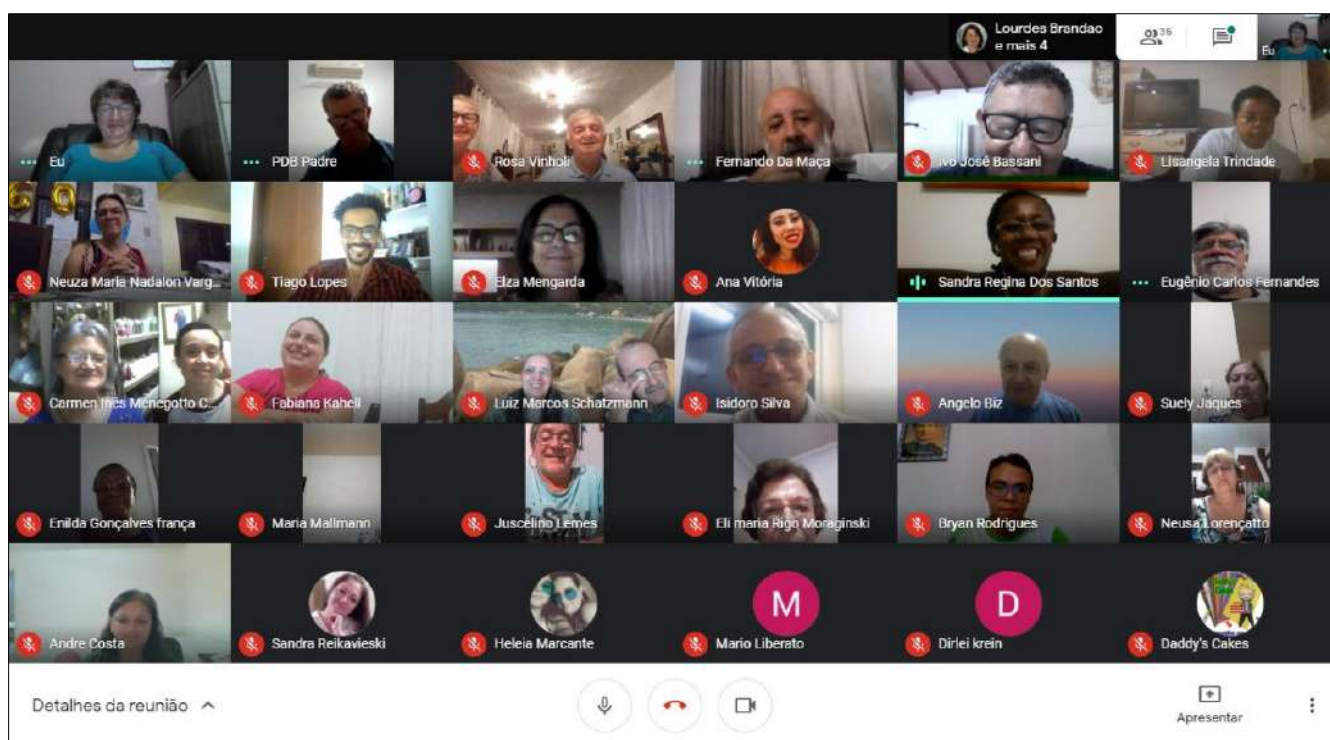 Lourdes Brandao
e mais 4
36
Eu
Eu
PDB Padre
Rosa Vinholi
Fernando Da Maça
Ivo José Bassani
Lisangela Trindade
Neuza Maria Nadalon Varg...
Tiago Lopes
Elza Mengarda
Ana Vitória
Sandra Regina Dos Santos
Eugênio Carlos Fernandes
Carmen Ines Menegotto C...
Fabiana Kahell
Luiz Marcos Schatzmann
Isidoro Silva
Angelo Biz
Suely Jaques
Enilda Gonçalves frança
Maria Mallmann
Juscelino Lemes
Eli maria Rigo Moraginski
Bryan Rodrigues
Neusa Lorençatto
Andre Costa
Sandra Reikavieski
Heleia Marcante
M
Mario Liberato
D
Dirlei krein
Daddy's Cakes
Detalhes da reunião
Apresentar